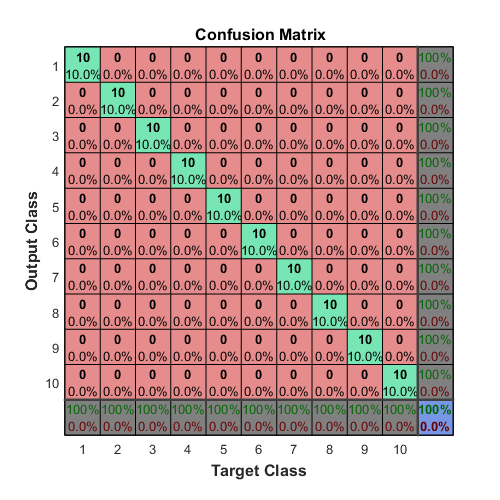 Confusion Matrix
1 10 0 0 0 0 0 0 0 0 0 100%
10.0% 0.0% 0.0% 0.0% 0.0% 0.0% 0.0% 0.0% 0.0% 0.0% 0.0%
2 0 10 0 0 0 0 0 0 0 0 100%
0.0% 10.0% 0.0% 0.0% 0.0% 0.0% 0.0% 0.0% 0.0% 0.0% 0.0%
3 0 0 10 0 0 0 0 0 0 0 100%
0.0% 0.0% 10.0% 0.0% 0.0% 0.0% 0.0% 0.0% 0.0% 0.0% 0.0%
4 0 0 0 10 0 0 0 0 0 0 100%
0.0% 0.0% 0.0% 10.0% 0.0% 0.0% 0.0% 0.0% 0.0% 0.0% 0.0%
5 0 0 0 0 10 0 0 0 0 0 100%
0.0% 0.0% 0.0% 0.0% 10.0% 0.0% 0.0% 0.0% 0.0% 0.0% 0.0%
6 0 0 0 0 0 10 0 0 0 0 100%
0.0% 0.0% 0.0% 0.0% 0.0% 10.0% 0.0% 0.0% 0.0% 0.0% 0.0%
7 0 0 0 0 0 0 10 0 0 0 100%
0.0% 0.0% 0.0% 0.0% 0.0% 0.0% 10.0% 0.0% 0.0% 0.0% 0.0%
8 0 0 0 0 0 0 0 10 0 0 100%
0.0% 0.0% 0.0% 0.0% 0.0% 0.0% 0.0% 10.0% 0.0% 0.0% 0.0%
9 0 0 0 0 0 0 0 0 10 0 100%
0.0% 0.0% 0.0% 0.0% 0.0% 0.0% 0.0% 0.0% 10.0% 0.0% 0.0%
10 0 0 0 0 0 0 0 0 0 10 100%
0.0% 0.0% 0.0% 0.0% 0.0% 0.0% 0.0% 0.0% 0.0% 10.0% 0.0%
100% 100% 100% 100% 100% 100% 100% 100% 100% 100% 100%
0.0% 0.0% 0.0% 0.0% 0.0% 0.0% 0.0% 0.0% 0.0% 0.0% 0.0%
1 2 3 4 5 6 7 8 9 10
Target Class
Output Class